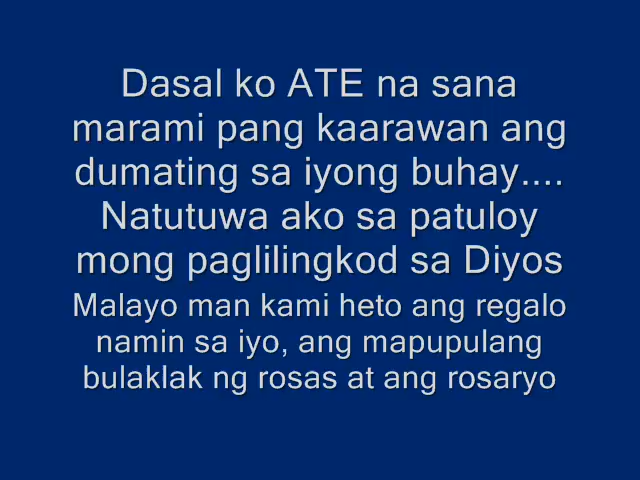 Dasal ko ATE na sana
marami pang kaarawan ang
dumating sa iyong buhay....
Natutuwa ako sa patuloy
mong paglilingkod sa Diyos
Malayo man kami heto ang regalo
namin sa iyo, ang mapupulang
bulaklak ng rosas at ang rosaryo